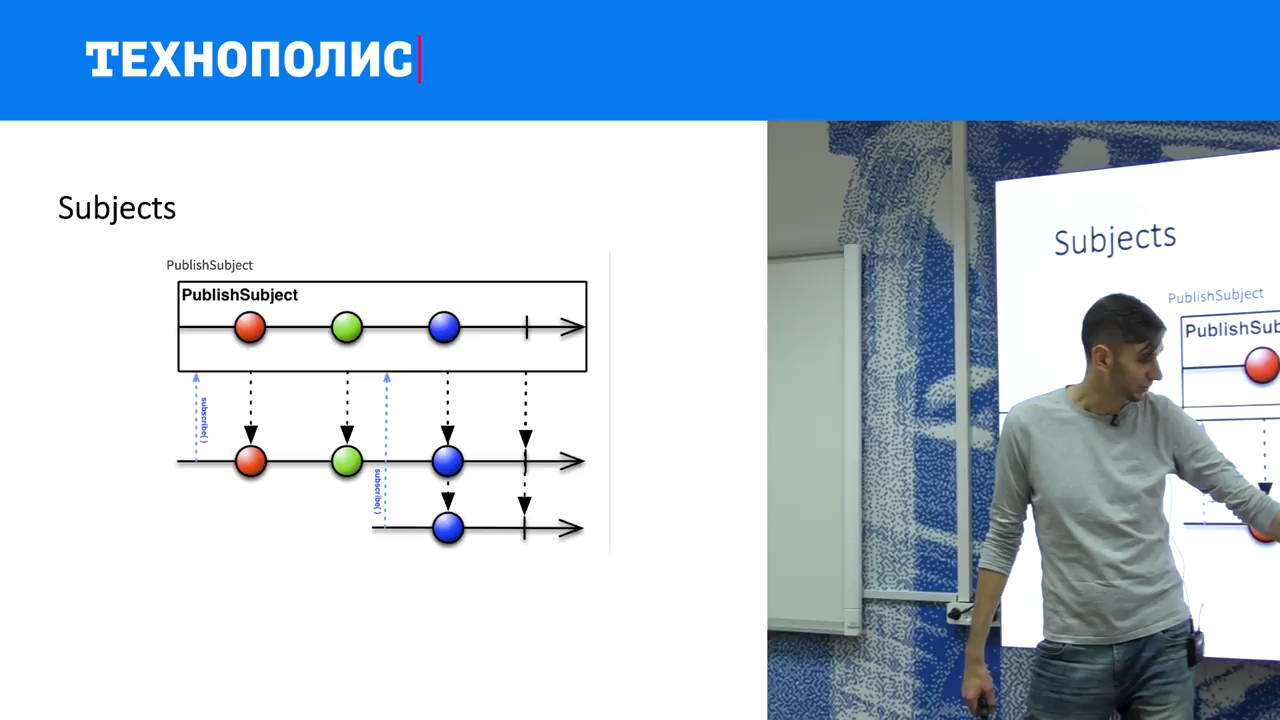 ТЕХНОПОЛИС
Subjects
PublishSubject
PublishSubject
subscribe( )
subscribe( )
Subjects
PublishSubject
PublishSub